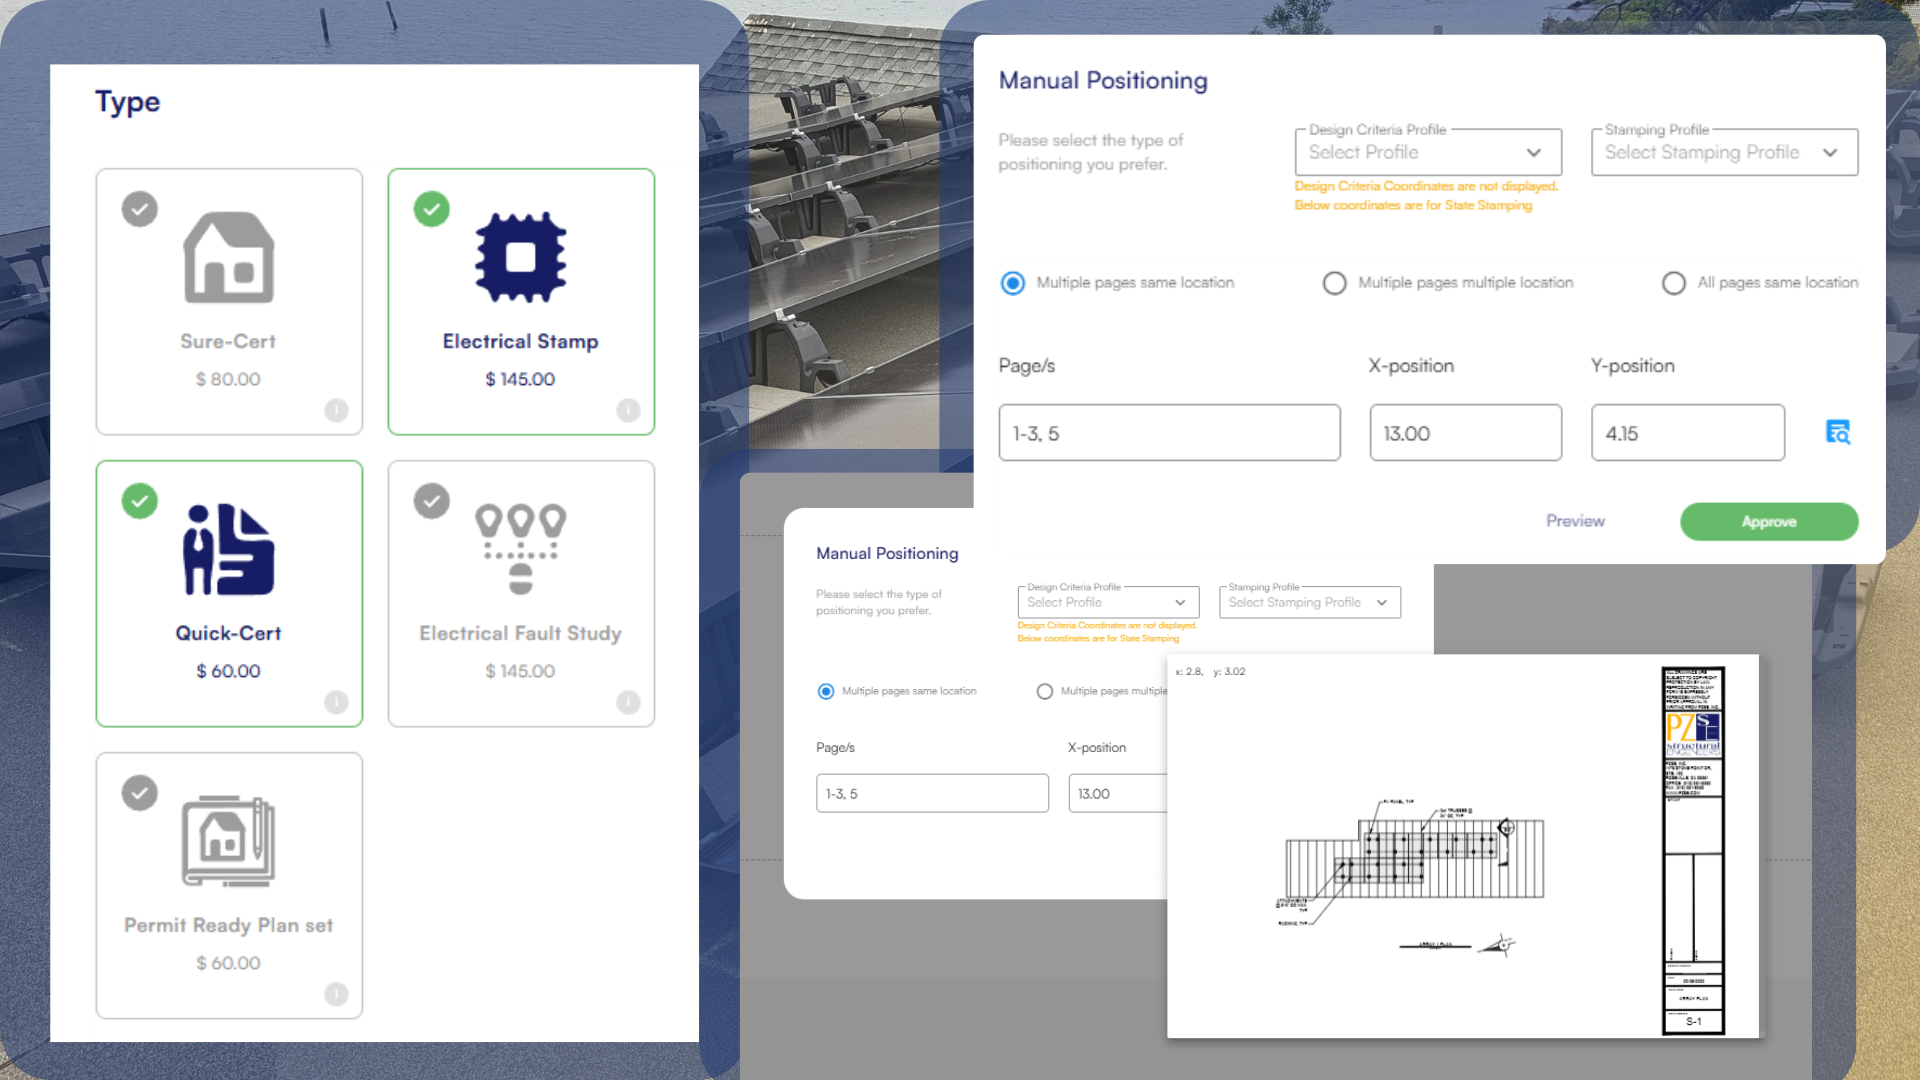 Type
Sure-Cert
$ 80.00
Electrical Stamp
$ 145.00
Quick-Cert
$ 60.00
Electrical Fault Study
$ 145.00
Permit Ready Plan set
$ 60.00
Manual Positioning
Please select the type of
positioning you prefer.
Design Criteria Profile
Select Profile
Design Criteria Coordinates are not displayed.
Below coordinates are for State Stamping
Stamping Profile
Select Stamping Profile
Multiple pages same location
Multiple pages multiple location
All pages same location
Page/s
X-position
Y-position
1-3, 5
13.00
4.15
Preview
Approve
Manual Positioning
Please select the type of
positioning you prefer.
Design Criteria Profile
Select Profile
Design Criteria Coordinates are not displayed.
Below coordinates are for State Stamping
Stamping Profile
Select Stamping Profile
Multiple pages same location
Multiple pages multiple
Page/s
X-position
1-3, 5
13.00
x: 2.8, y: 3.02
PZSE
structural
ENGINEERS
ARRAY PLAN
S-1